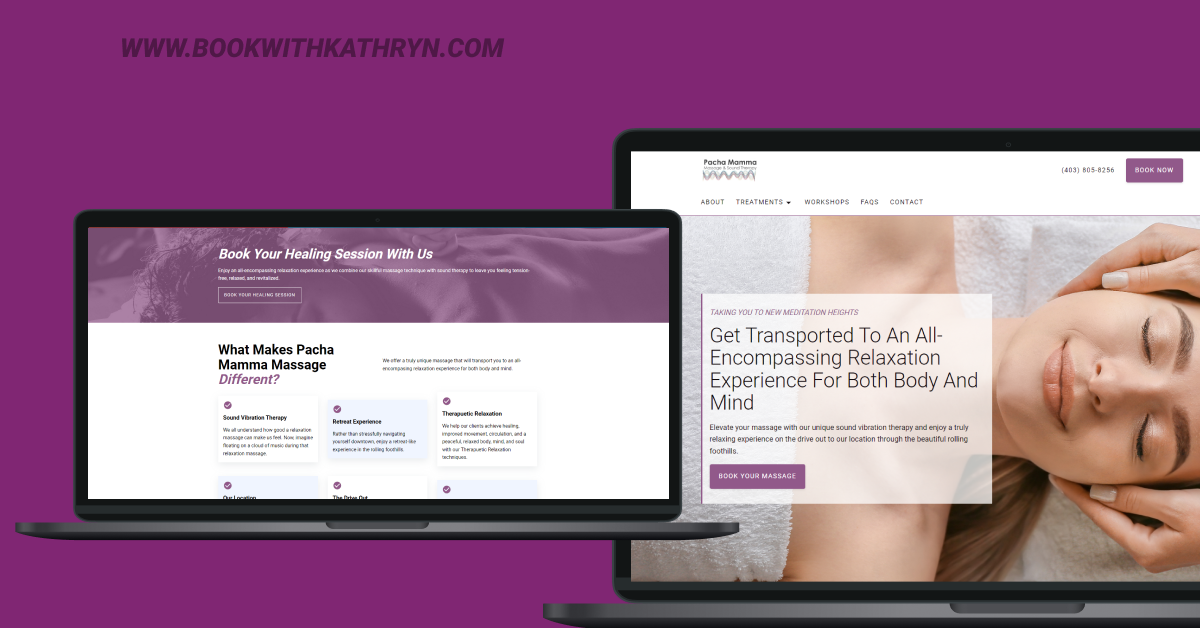 WWW.BOOKWITHKATHRYN.COM
Book Your Healing Session With Us
Enjoy an all-encompassing relaxation experience as we combine our skillful massage technique with sound therapy to leave you feeling tension
free, relaxed, and revitalized.
BOOK YOUR HEALING SESSION
What Makes Pacha
Mamma Massage
Different?
We offer a truly unique massage that will transport you to an all-
encompassing relaxation experience for both body and mind.
Sound Vibration Therapy
We all understand how good a relaxation
massage can make us feel. Now, imagine
floating on a cloud of music during that
relaxation massage.
Retreat Experience
Rather than stressfully navigating
yourself downtown, enjoy a retreat-like
experience in the rolling foothills.
Therapuetic Relaxation
We help our clients achieve healing,
improved movement, circulation, and a
peaceful, relaxed body, mind, and soul
with our Therapuetic Relaxation
techniques.
Our Location
The Drive Out
Pacha Mamma
Massage & Sound Therapy
(403) 805-8256
BOOK NOW
ABOUT TREATMENTS WORKSHOPS FAQS CONTACT
TAKING YOU TO NEW MEDITATION HEIGHTS
Get Transported To An All-
Encompassing Relaxation
Experience For Both Body And
Mind
Elevate your massage with our unique sound vibration therapy and enjoy a truly
relaxing experience on the drive out to our location through the beautiful rolling
foothills.
BOOK YOUR MASSAGE